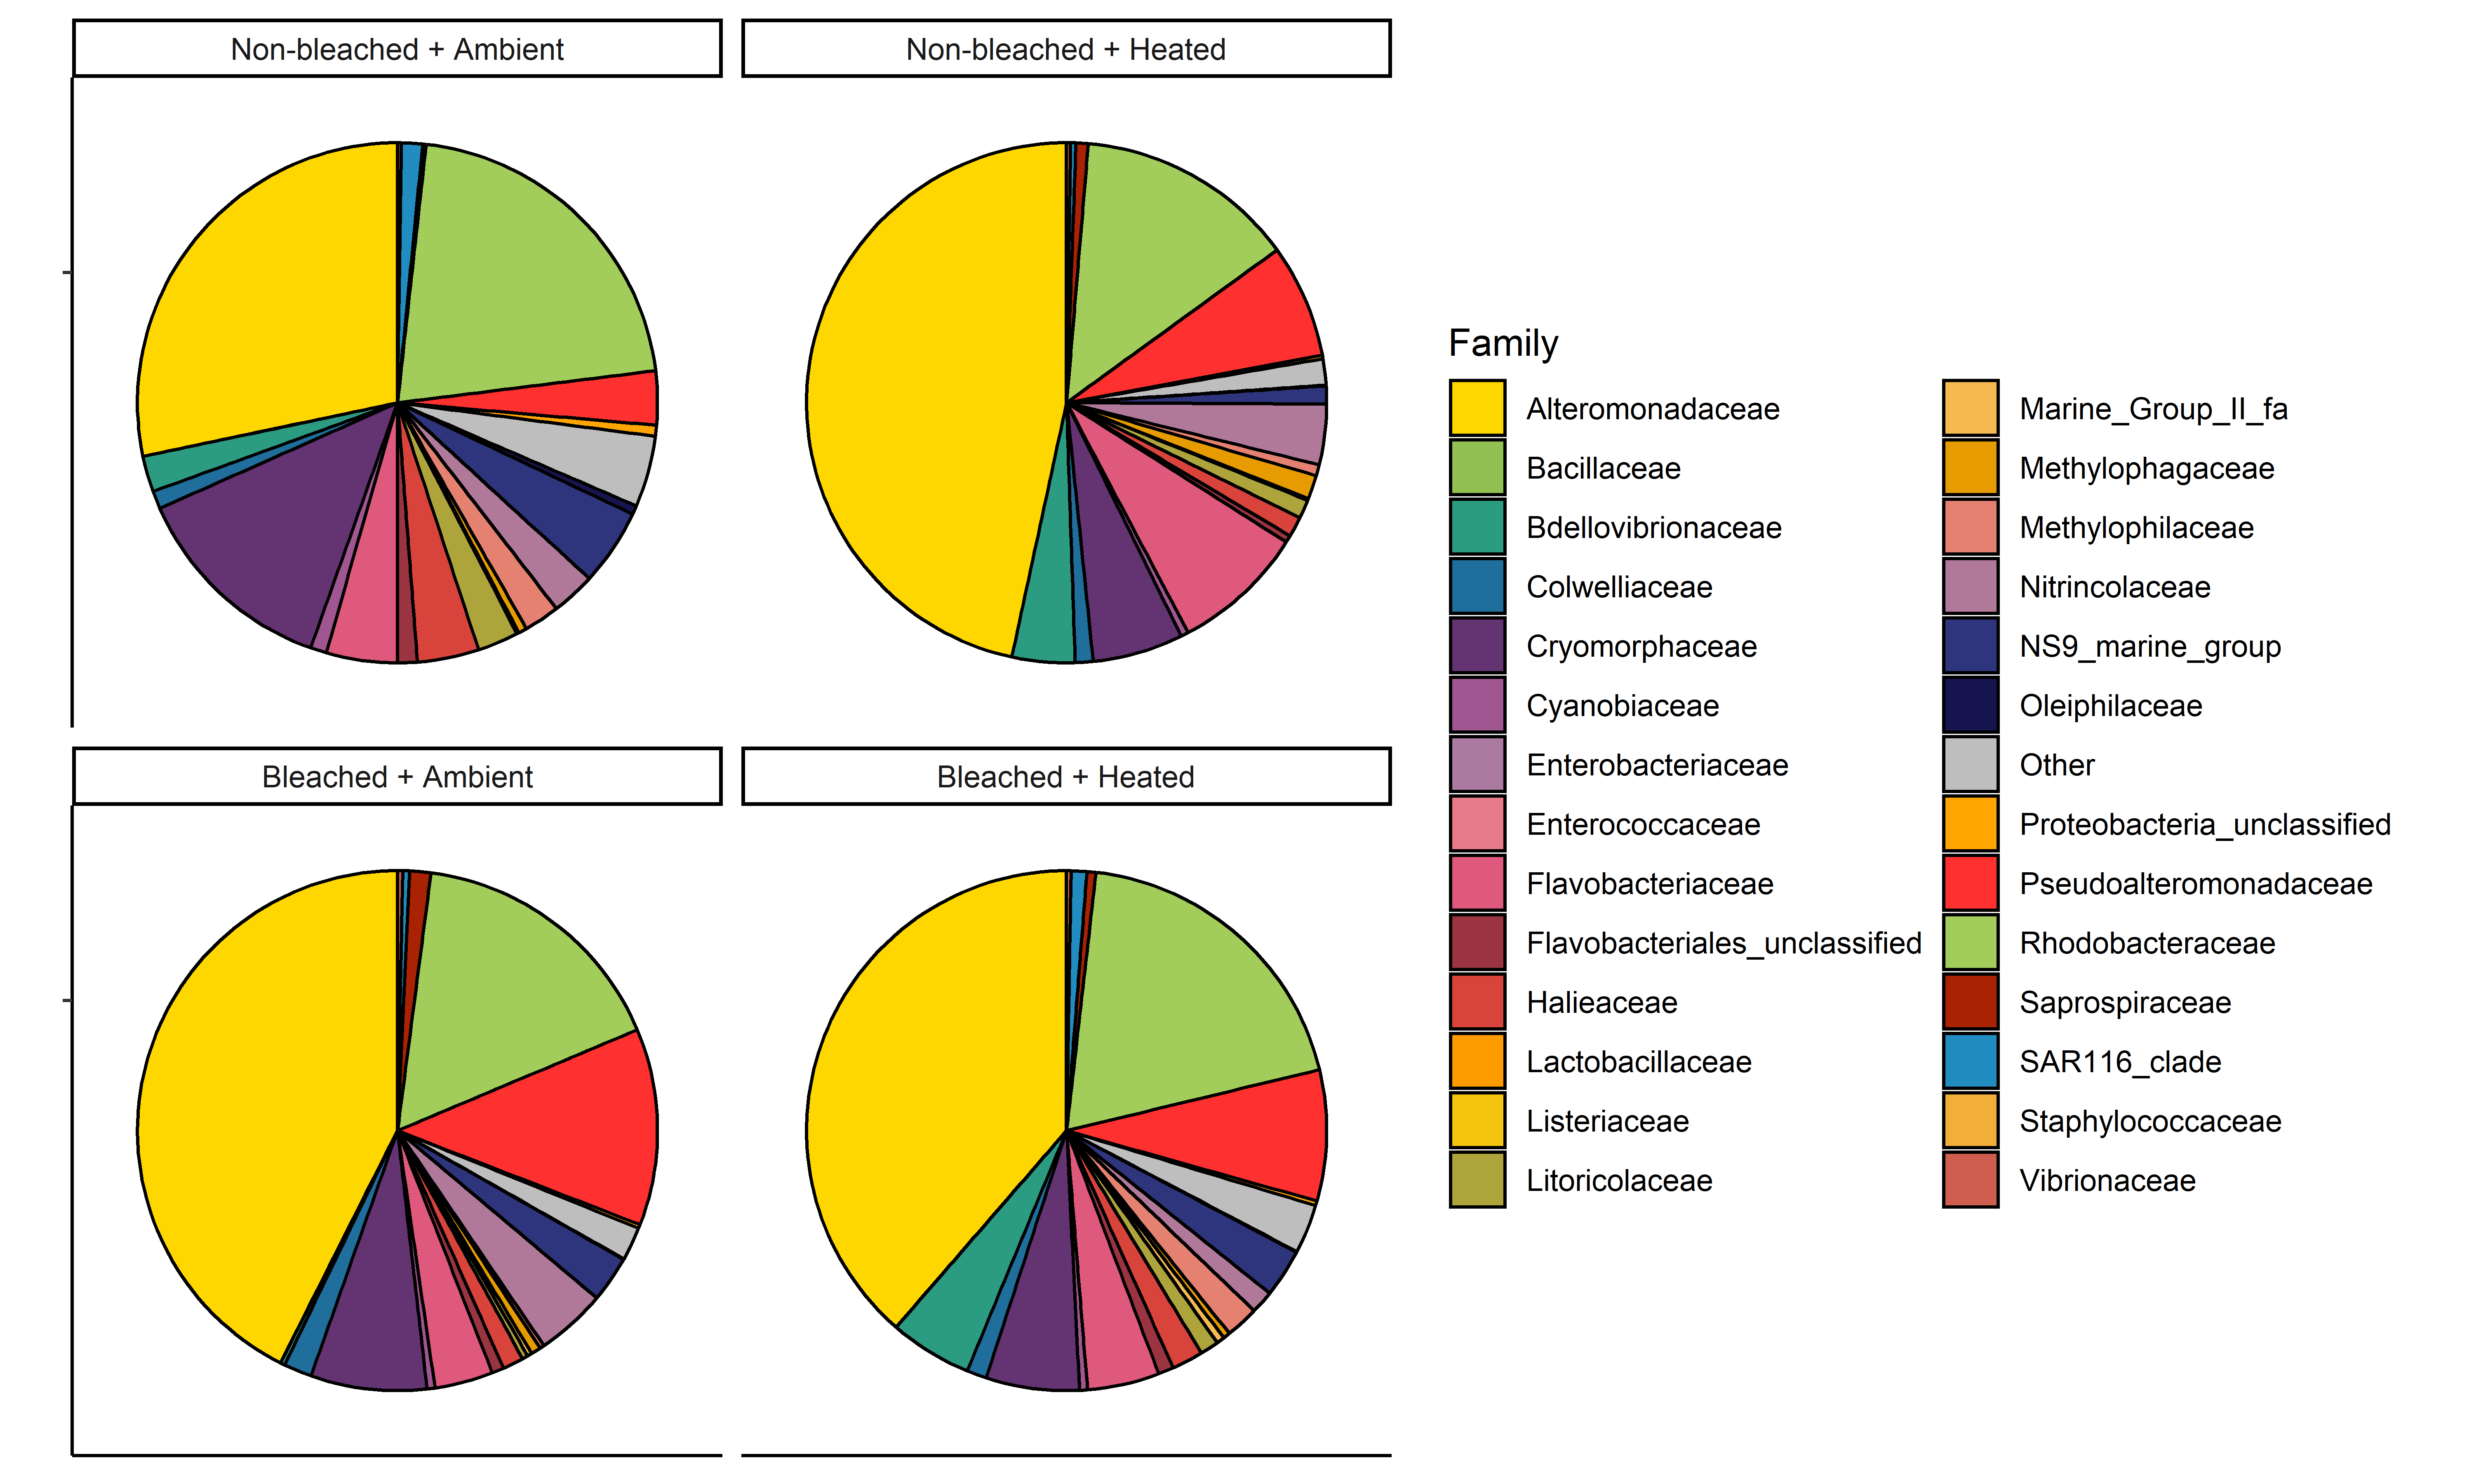 Non-bleached + Ambient
Non-bleached + Heated
Bleached + Ambient
Bleached + Heated
Family
Alteromonadaceae
Bacillaceae
Bdellovibrionaceae
Colwelliaceae
Cryomorphaceae
Cyanobiaceae
Enterobacteriaceae
Enterococcaceae
Flavobacteriaceae
Flavobacteriales_unclassified
Halieaceae
Lactobacillaceae
Listeriaceae
Litoricolaceae
Marine_Group_II_fa
Methylophagaceae
Methylophilaceae
Nitrincolaceae
NS9_marine_group
Oleiphilaceae
Other
Proteobacteria_unclassified
Pseudoalteromonadaceae
Rhodobacteraceae
Saprospiraceae
SAR116_clade
Staphylococcaceae
Vibrionaceae